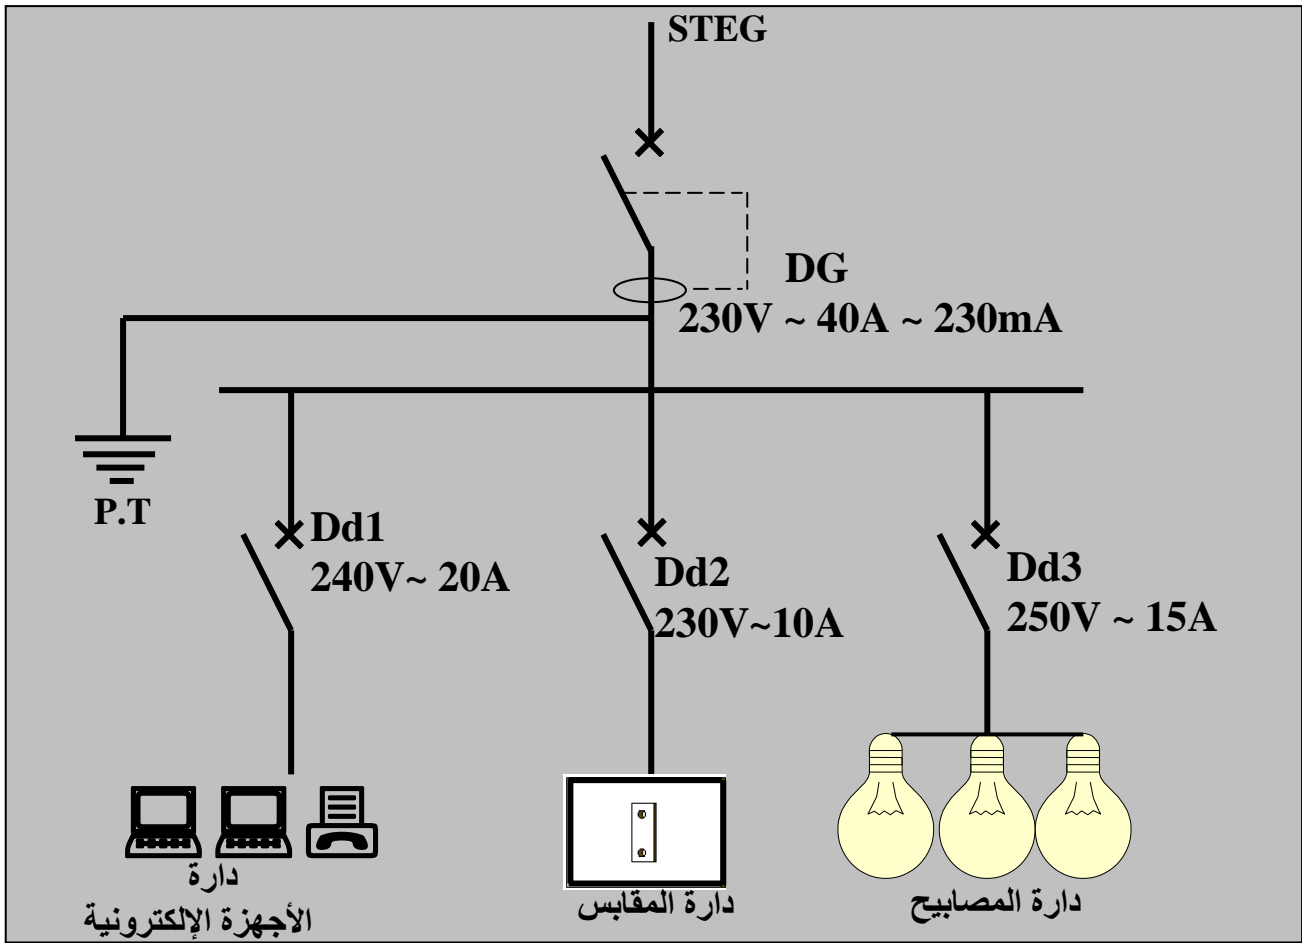 STEG
DG
230V ~ 40A ~ 230mA
P.T
Dd1
240V~ 20A
Dd2
230V~10A
Dd3
250V ~ 15A
دارة
الأجهزة الإلكترونية
دارة المقابس
دارة المصابيح